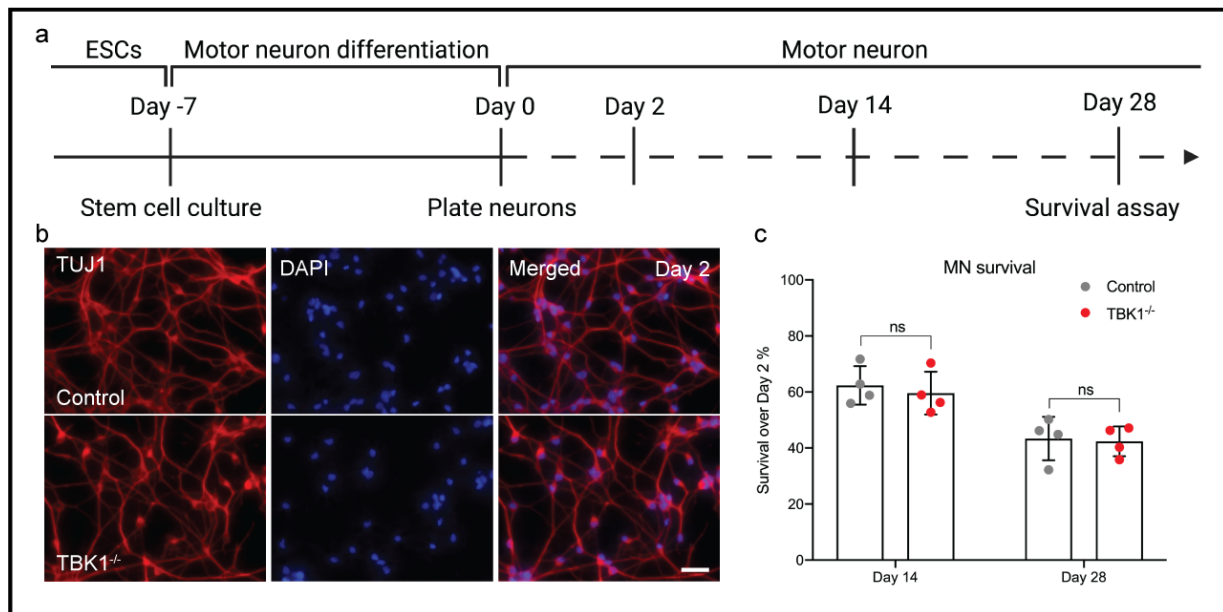 a
ESCs Motor neuron differentiation Motor neuron
Day -7 Day 0 Day 2 Day 14 Day 28
Stem cell culture Plate neurons Survival assay
b
TUJ1 DAPI Merged Day 2
Control
TBK1-/-
c
MN survival
Control
TBK1-/-
Survival over Day 2 %
100
80
60
40
20
0
ns
ns
Day 14 Day 28